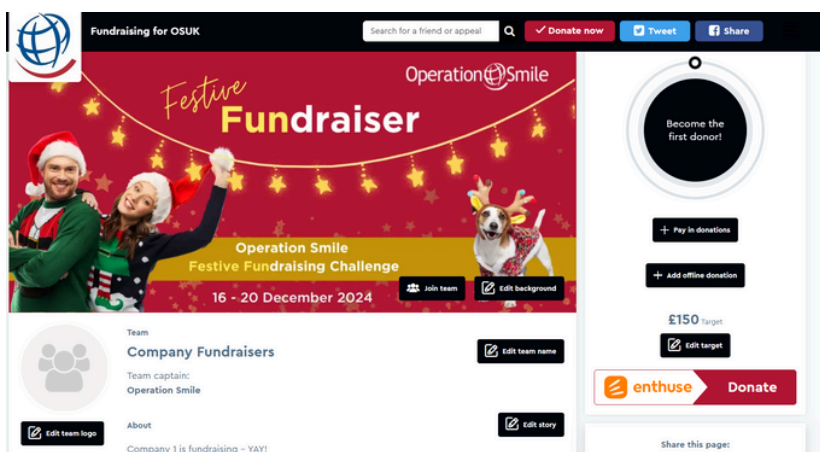 Fundraising for OSUK
Search for a friend or appeal
Donate now
Tweet
Share
Operation Smile
Festive
Fundraiser
Operation Smile
Festive Fundraising Challenge
16 - 20 December 2024
Join team
Edit background
Become the
first donor!
+ Pay in donations
+ Add offline donation
£150 Target
Edit target
enthuse
Donate
Share this page:
Team
Company Fundraisers
Edit team name
Team captain:
Operation Smile
Edit team logo
About
Edit story
Company 1 is fundraising - YAY!